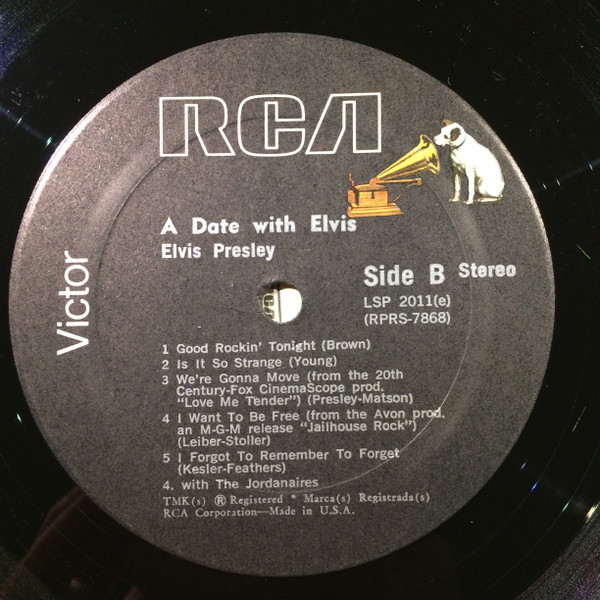 RCA
Victor
A Date with Elvis
Elvis Presley
Side B Stereo
LSP 2011(e)
(RPRS-7868)
1 Good Rockin' Tonight (Brown)
2 Is It So Strange (Young)
3 We're Gonna Move (from the 20th
Century-Fox CinemaScope prod.
"Love Me Tender") (Presley-Matson)
4 I Want To Be Free (from the Avon prod.
an M-G-M release "Jailhouse Rock")
(Leiber-Stoller)
5 I Forgot To Remember To Forget
(Kesler-Feathers)
4. with The Jordanaires
TMK(s) ® Registered * Marca(s) Registrada(s)
RCA Corporation—Made in U.S.A.